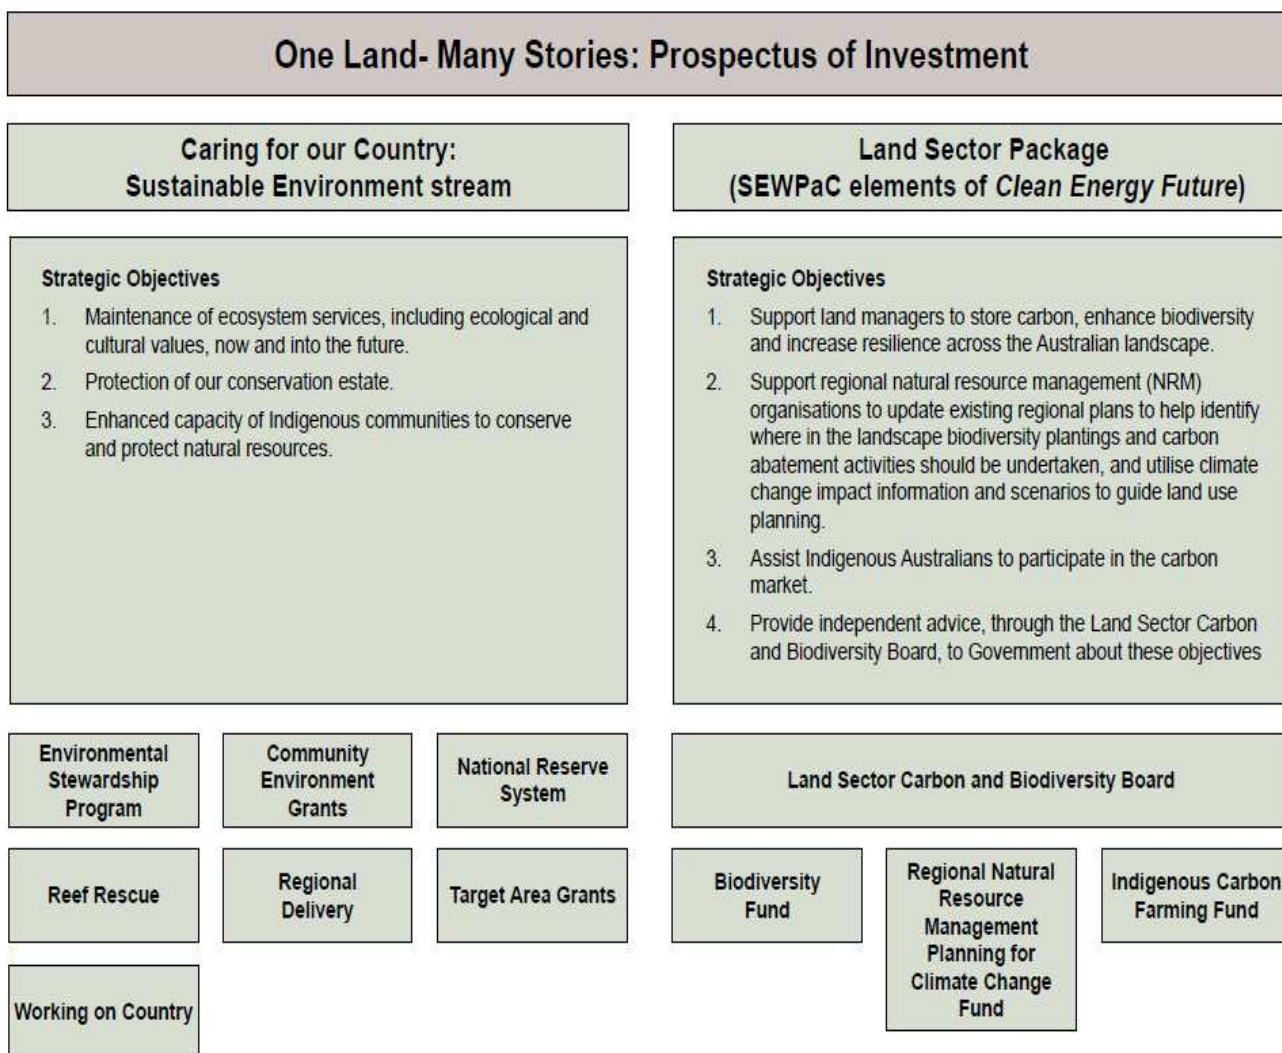 One Land- Many Stories: Prospectus of Investment
Caring for our Country:
Sustainable Environment stream
Strategic Objectives
1. Maintenance of ecosystem services, including ecological and
cultural values, now and into the future.
2. Protection of our conservation estate.
3. Enhanced capacity of Indigenous communities to conserve
and protect natural resources.
Environmental
Stewardship
Program
Community
Environment
Grants
National Reserve
System
Reef Rescue
Regional
Delivery
Target Area Grants
Working on Country
Land Sector Package
(SEWPaC elements of Clean Energy Future)
Strategic Objectives
1. Support land managers to store carbon, enhance biodiversity
and increase resilience across the Australian landscape.
2. Support regional natural resource management (NRM)
organisations to update existing regional plans to help identify
where in the landscape biodiversity plantings and carbon
abatement activities should be undertaken, and utilise climate
change impact information and scenarios to guide land use
planning.
3. Assist Indigenous Australians to participate in the carbon
market.
4. Provide independent advice, through the Land Sector Carbon
and Biodiversity Board, to Government about these objectives
Land Sector Carbon and Biodiversity Board
Biodiversity
Fund
Regional Natural
Resource
Management
Planning for
Climate Change
Fund
Indigenous Carbon
Farming Fund